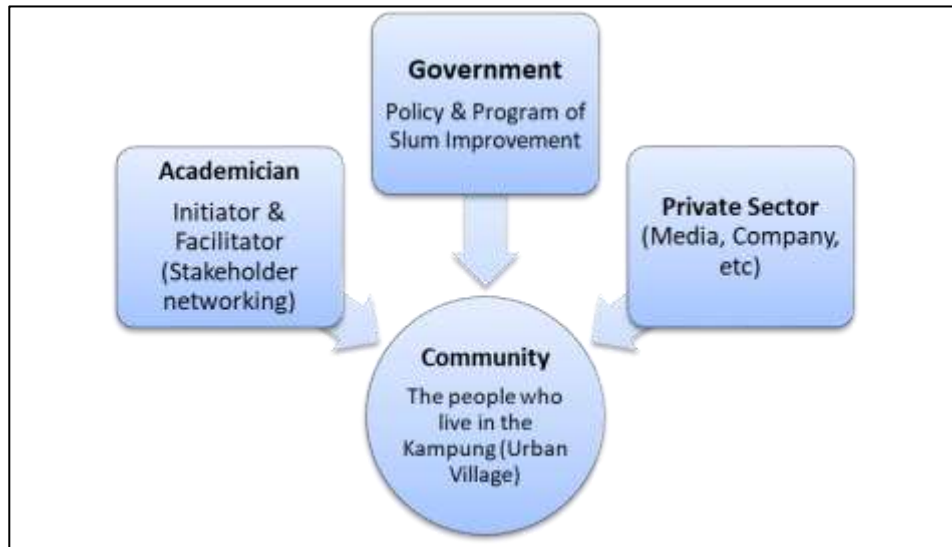 Government
Policy & Program of
Slum Improvement
Academician
Initiator &
Facilitator
(Stakeholder
networking)
Private Sector
(Media, Company,
etc)
Community
The people who
live in the
Kampung (Urban
Village)